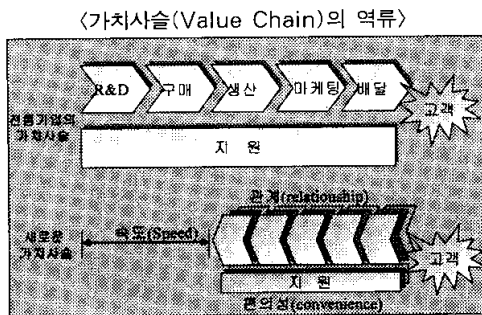 〈가치사슬(Value Chain)의 역류〉
R&D 구매 생산 마케팅 배달 고객
전통기업의
가치사슬
지 원
관계(relationship)
새로운
가치사슬
속도(Speed)
고객
지원
편의성(convenience)